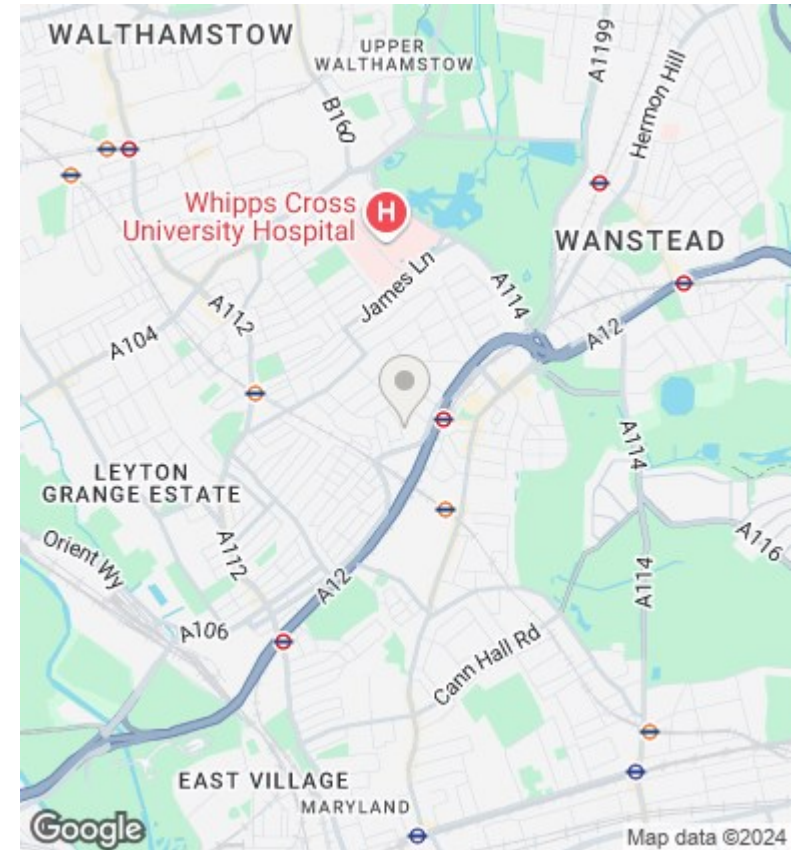 WALTHAMSTOW
UPPER
WALTHAMSTOW
A1199
Hermon Hill
B160
Whipps Cross
University Hospital
H
WANSTEAD
James Ln
A114
A112
A104
A12
LEYTON
GRANGE ESTATE
A114
Orient Wy
A112
A12
A116
A114
A106
Cann Hall Rd
EAST VILLAGE
MARYLAND
Google
Map data ©2024